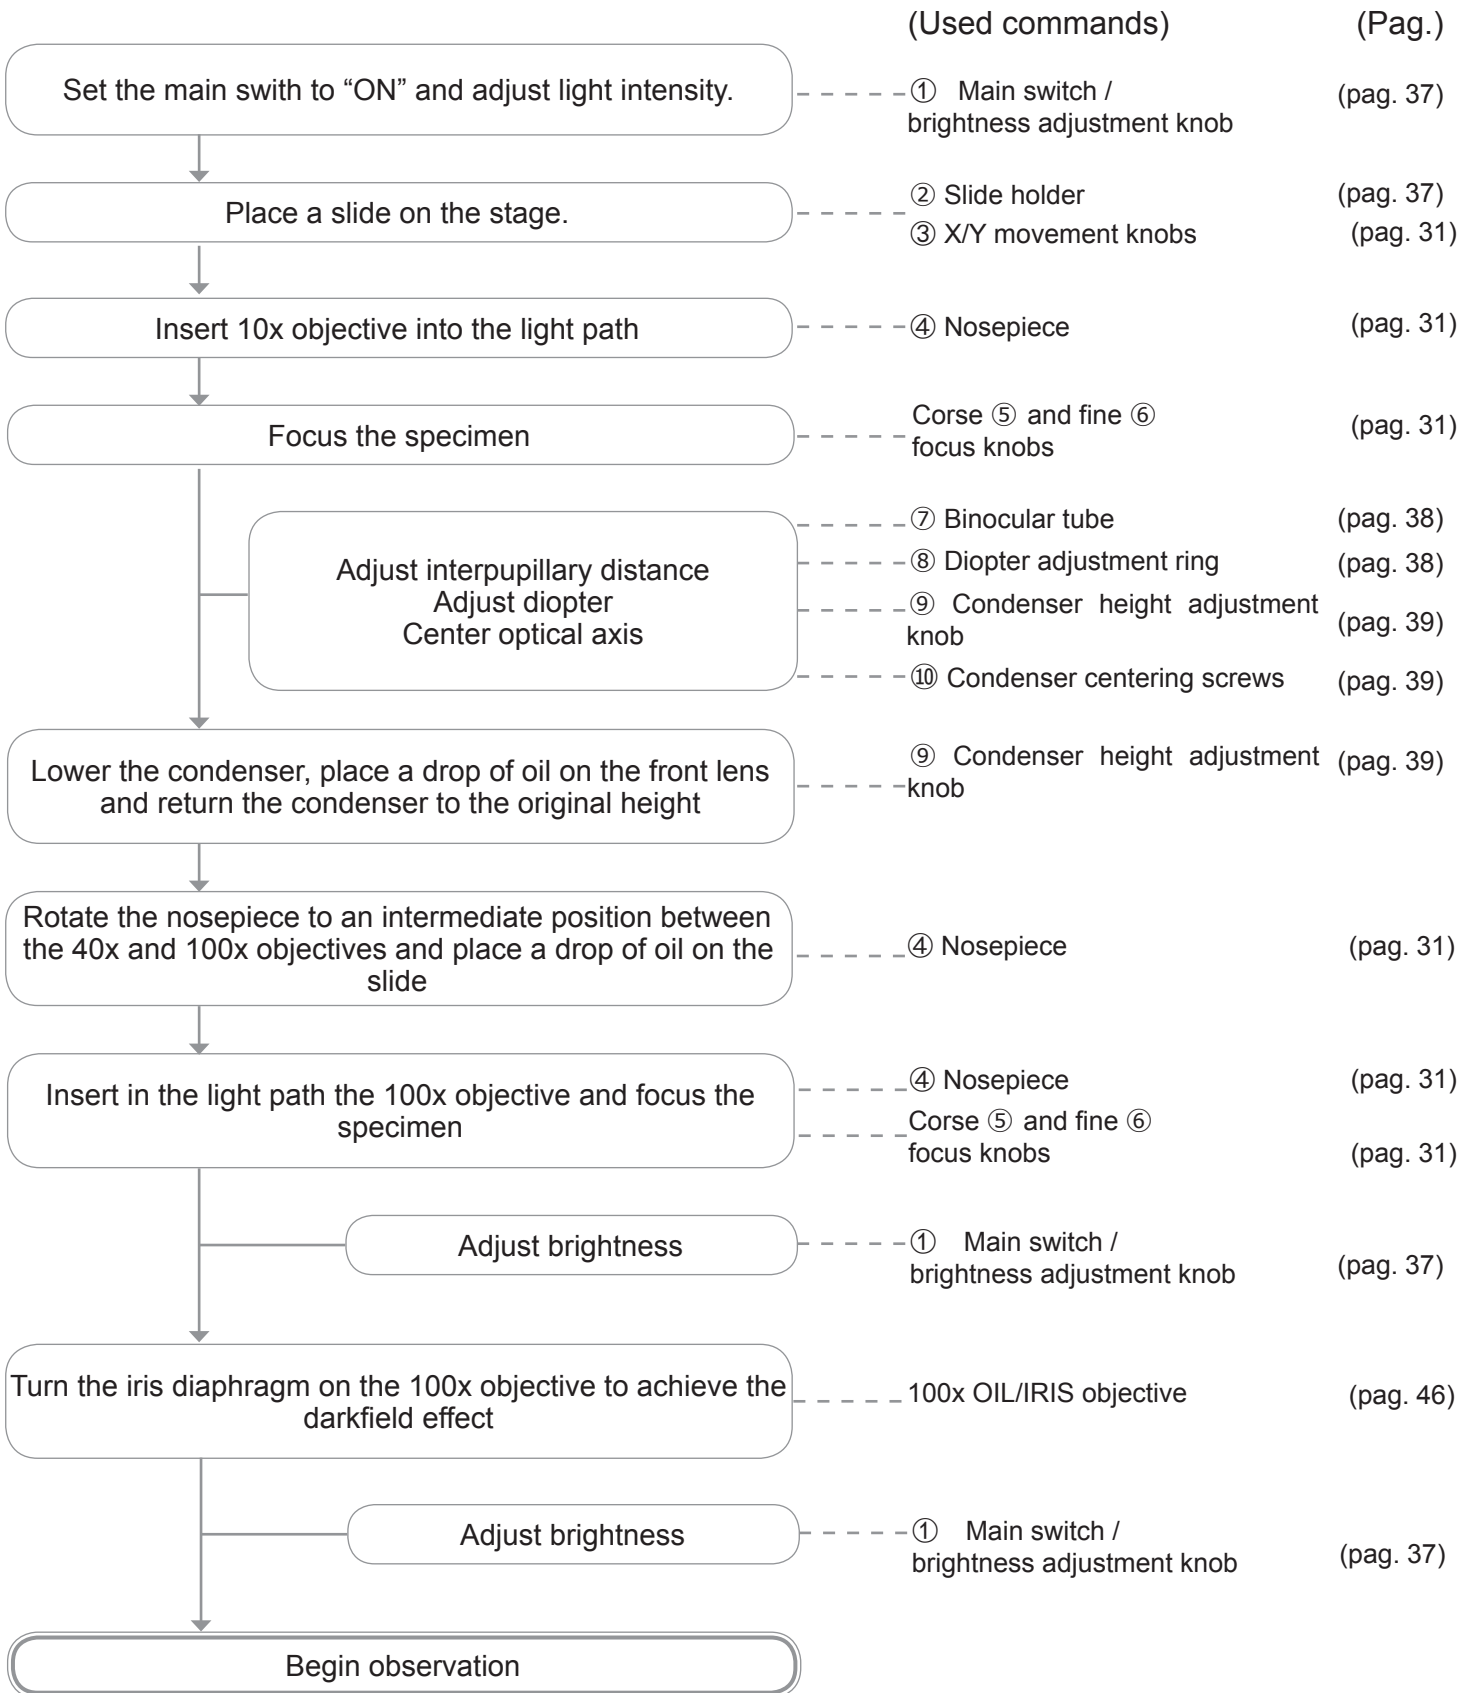 (Used commands) (Pag.)
Set the main swith to “ON” and adjust light intensity.
① Main switch /
brightness adjustment knob
(pag. 37)
Place a slide on the stage.
② Slide holder (pag. 37)
③ X/Y movement knobs (pag. 31)
Insert 10x objective into the light path
④ Nosepiece (pag. 31)
Focus the specimen
Corse ⑤ and fine ⑥
focus knobs
(pag. 31)
Adjust interpupillary distance
Adjust diopter
Center optical axis
⑦ Binocular tube (pag. 38)
⑧ Diopter adjustment ring (pag. 38)
⑨ Condenser height adjustment
knob
(pag. 39)
⑩ Condenser centering screws (pag. 39)
Lower the condenser, place a drop of oil on the front lens
and return the condenser to the original height
⑨ Condenser height adjustment
knob
(pag. 39)
Rotate the nosepiece to an intermediate position between
the 40x and 100x objectives and place a drop of oil on the
slide
④ Nosepiece (pag. 31)
Insert in the light path the 100x objective and focus the
specimen
④ Nosepiece (pag. 31)
Corse ⑤ and fine ⑥
focus knobs (pag. 31)
Adjust brightness
① Main switch /
brightness adjustment knob
(pag. 37)
Turn the iris diaphragm on the 100x objective to achieve the
darkfield effect
100x OIL/IRIS objective (pag. 46)
Adjust brightness
① Main switch /
brightness adjustment knob
(pag. 37)
Begin observation